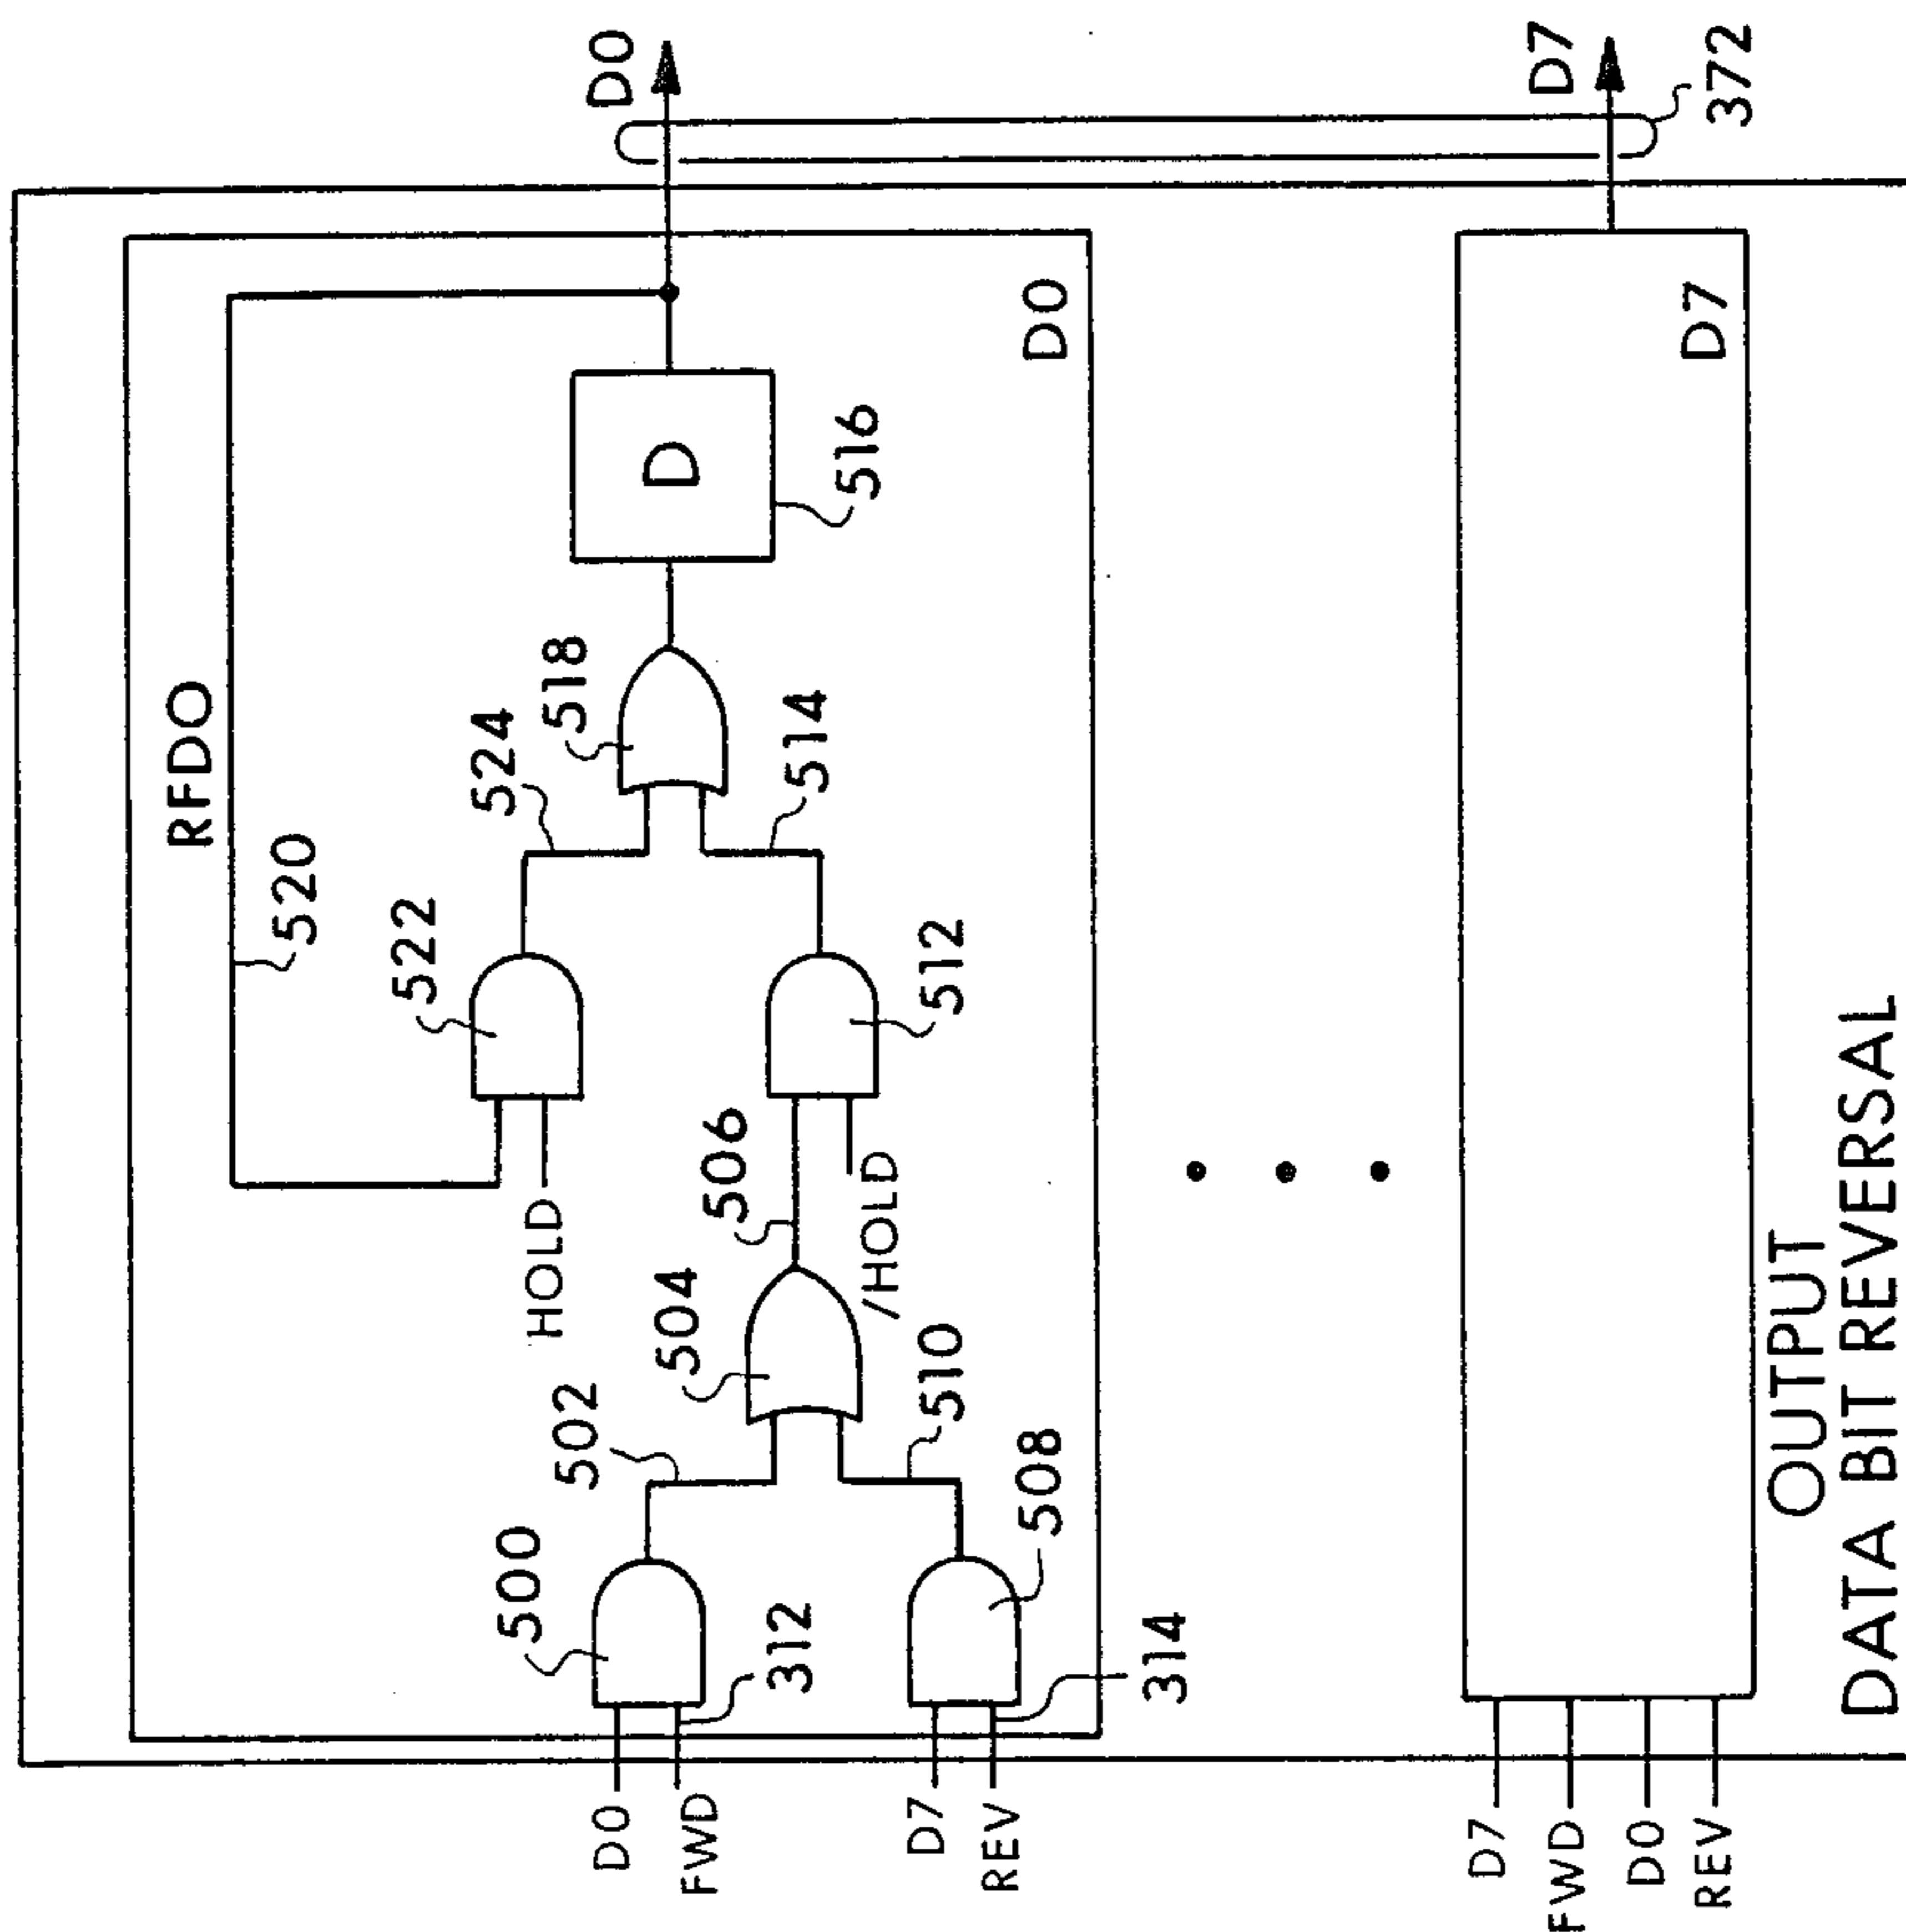 RFDO
520
522
524
518
HOLD
D
516
D0
500
502
504
506
512
514
/HOLD
D0
FWD
312
510
508
D7
REV
314
D0
D7
FWD
D0
REV
D7
D7
372
OUTPUT
DATA BIT REVERSAL